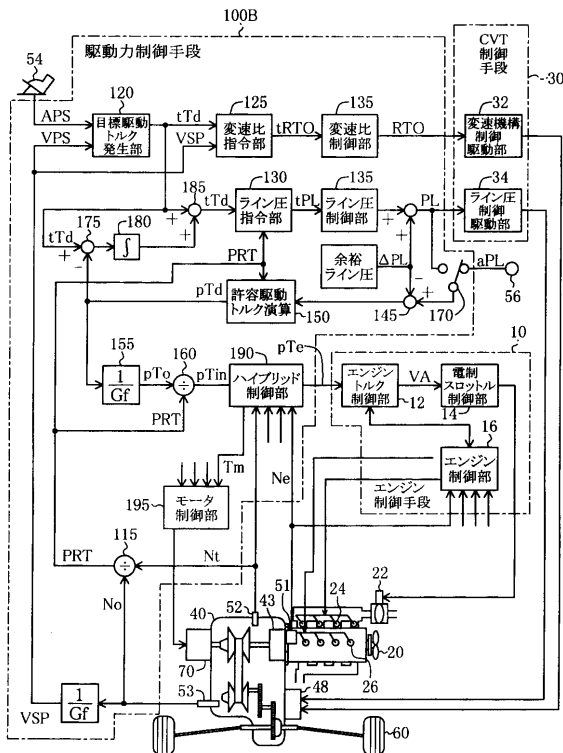 100B
54
駆動力制御手段
CVT
制御
手段
30
120
APS
目標駆動
トルク
発生部
VPS
tTd
VSP
125
変速比
指令部
tRTO
135
変速比
制御部
RTO
32
変速機構
制御
駆動部
185
130
tTd
ライン圧
指令部
tPL
135
ライン圧
制御部
PL
34
ライン圧
制御
駆動部
175
180
tTd
∫
PRT
余裕
ライン圧
ΔPL
aPL
56
170
pTd
許容駆動
トルク演算
150
145
155
1
Gf
pTo
160
÷
pTin
PRT
190
ハイブリッド
制御部
pTe
10
エンジン
トルク
制御部
12
VA
電制
スロットル
制御部
14
16
エンジン
制御部
エンジン
制御手段
Tm
Ne
195
モータ
制御部
115
÷
PRT
Nt
No
22
24
51
52
43
40
20
70
26
53
48
1
Gf
VSP
60